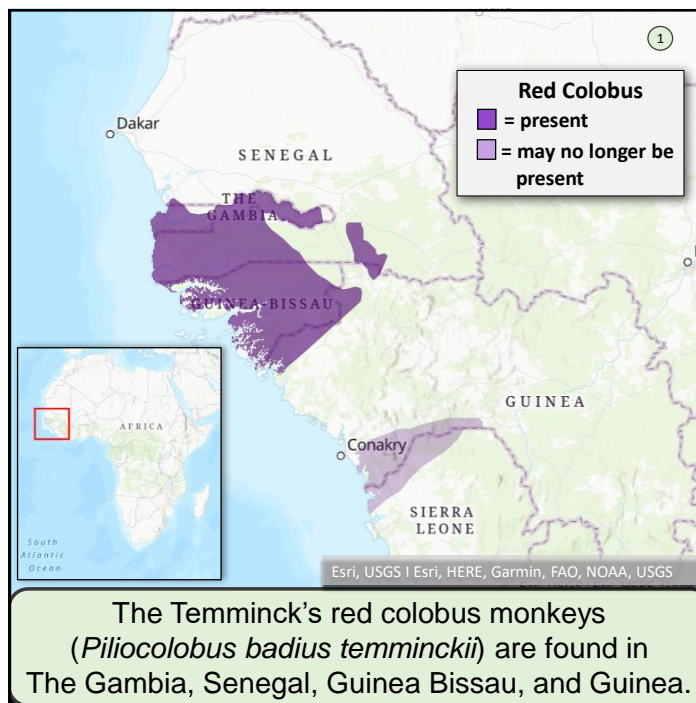 1
Red Colobus
= present
= may no longer be
present
Dakar
SENEGAL
THE
GAMBIA
GUINEA-BISSAU
GUINEA
Conakry
SIERRA
LEONE
AFRICA
South
Atlantic
Ocean
Esri, USGS | Esri, HERE, Garmin, FAO, NOAA, USGS
The Temminck's red colobus monkeys
(Piliocolobus badius temminckii) are found in
The Gambia, Senegal, Guinea Bissau, and Guinea.